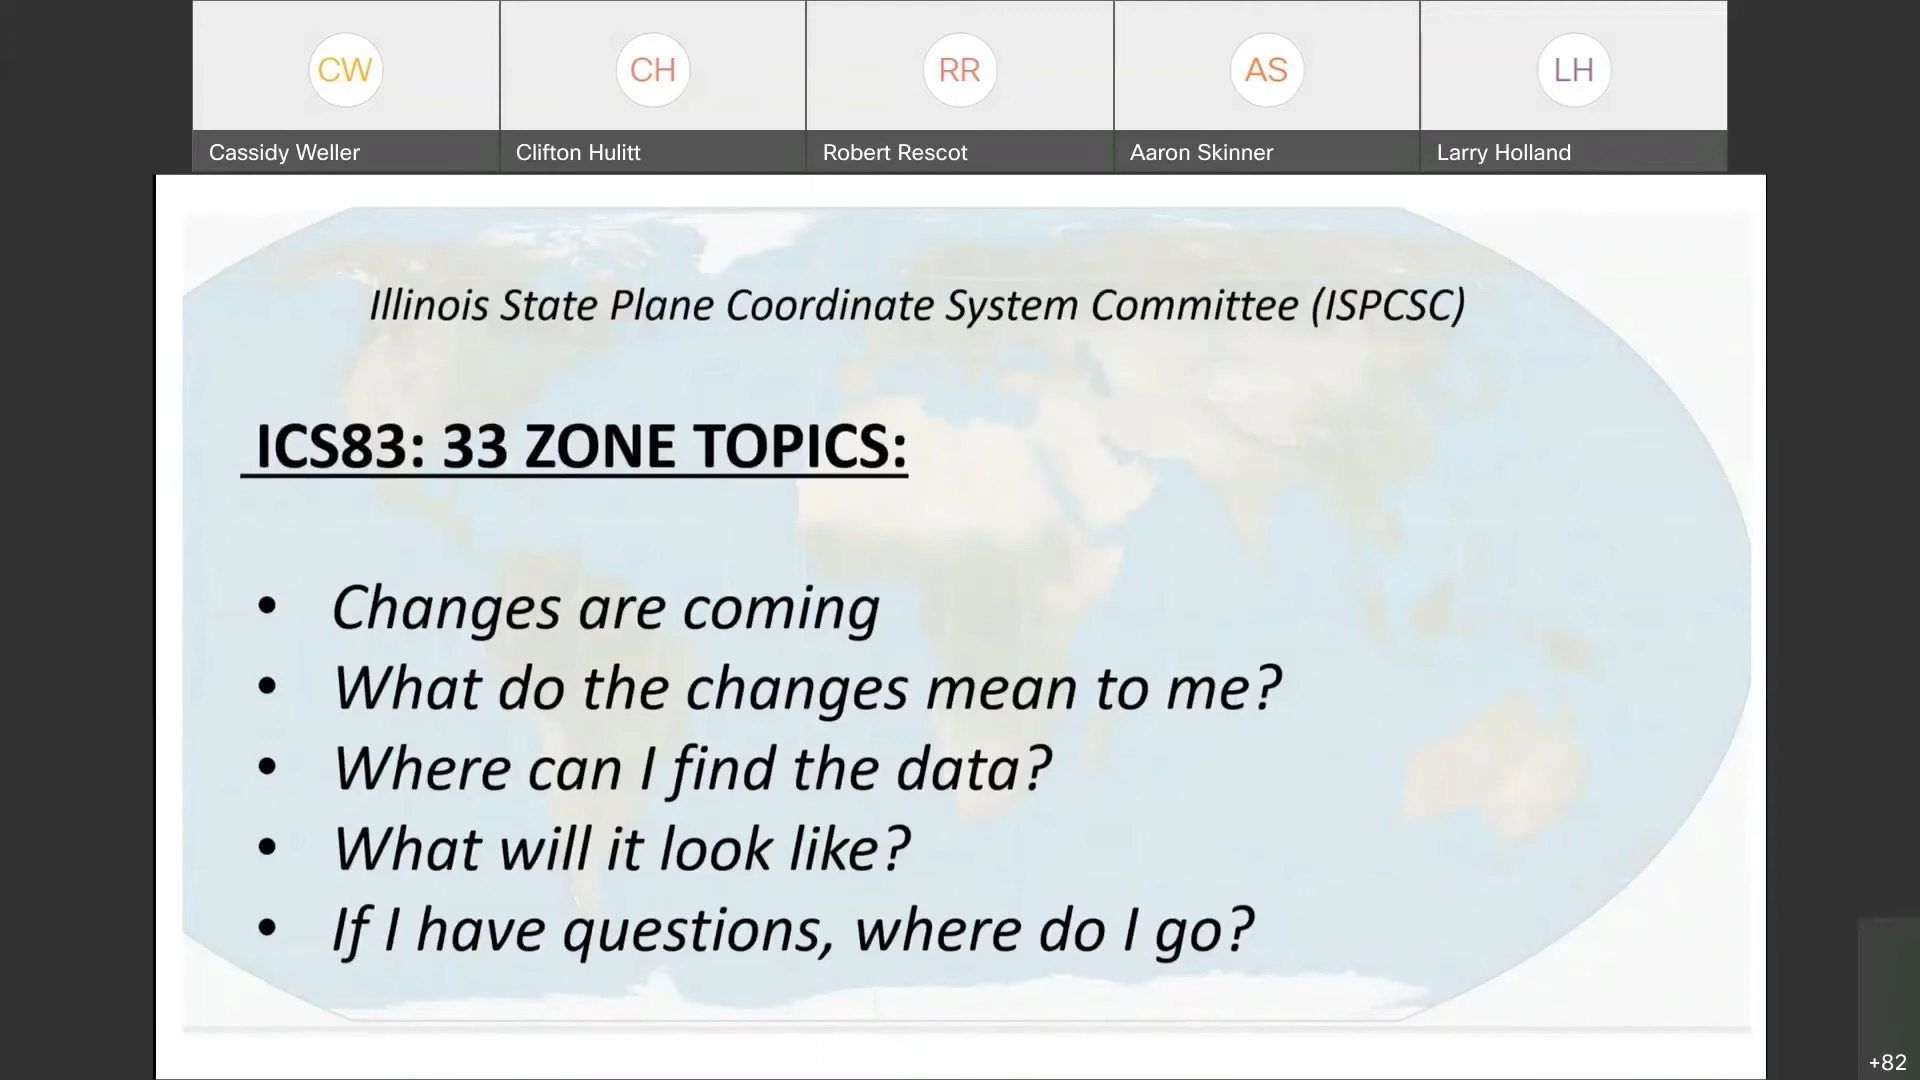 CW
CH
RR
AS
LH
Cassidy Weller
Clifton Hulitt
Robert Rescot
Aaron Skinner
Larry Holland
Illinois State Plane Coordinate System Committee (ISPCSC)
ICS83: 33 ZONE TOPICS:
• Changes are coming
• What do the changes mean to me?
• Where can I find the data?
• What will it look like?
• If I have questions, where do I go?
+82